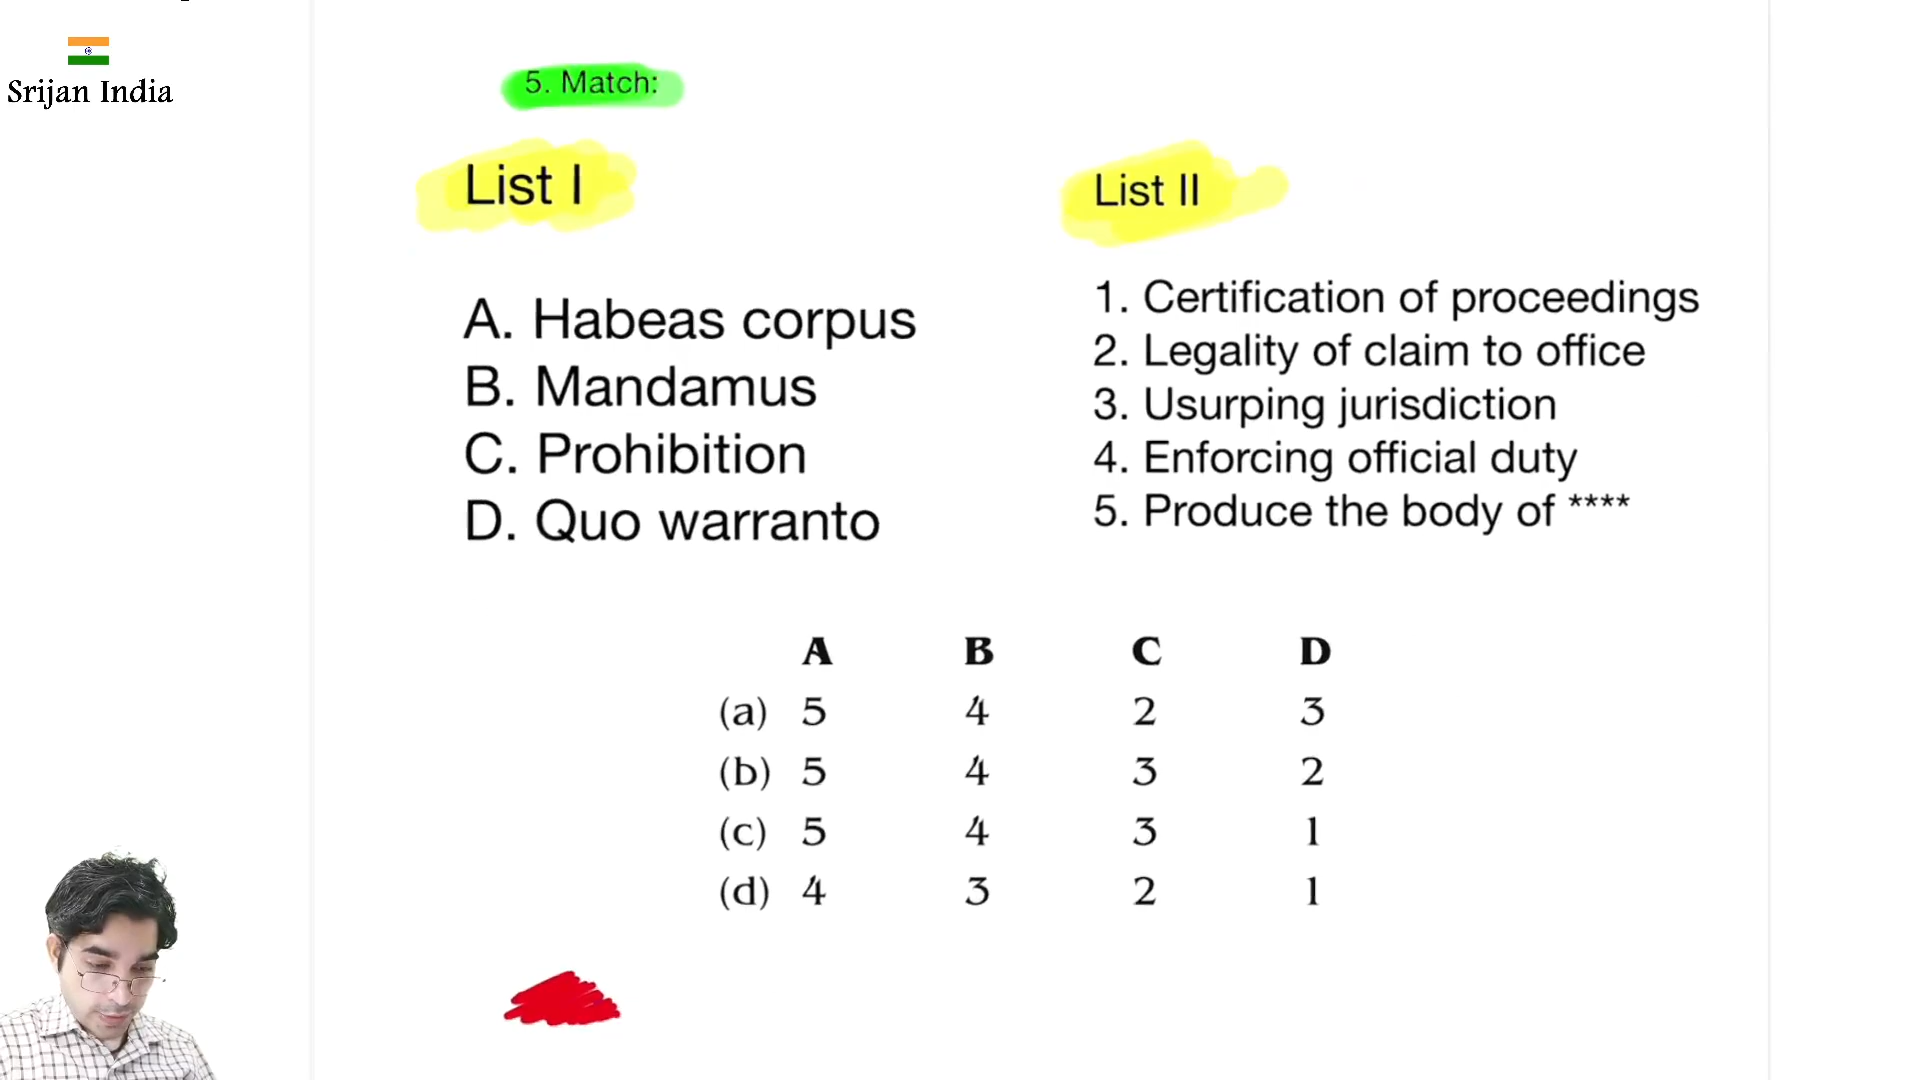 Srijan India
5. Match:
List I
A. Habeas corpus
B. Mandamus
C. Prohibition
D. Quo warranto
List II
1. Certification of proceedings
2. Legality of claim to office
3. Usurping jurisdiction
4. Enforcing official duty
5. Produce the body of ****
A B C D
(a) 5 4 2 3
(b) 5 4 3 2
(c) 5 4 3 1
(d) 4 3 2 1